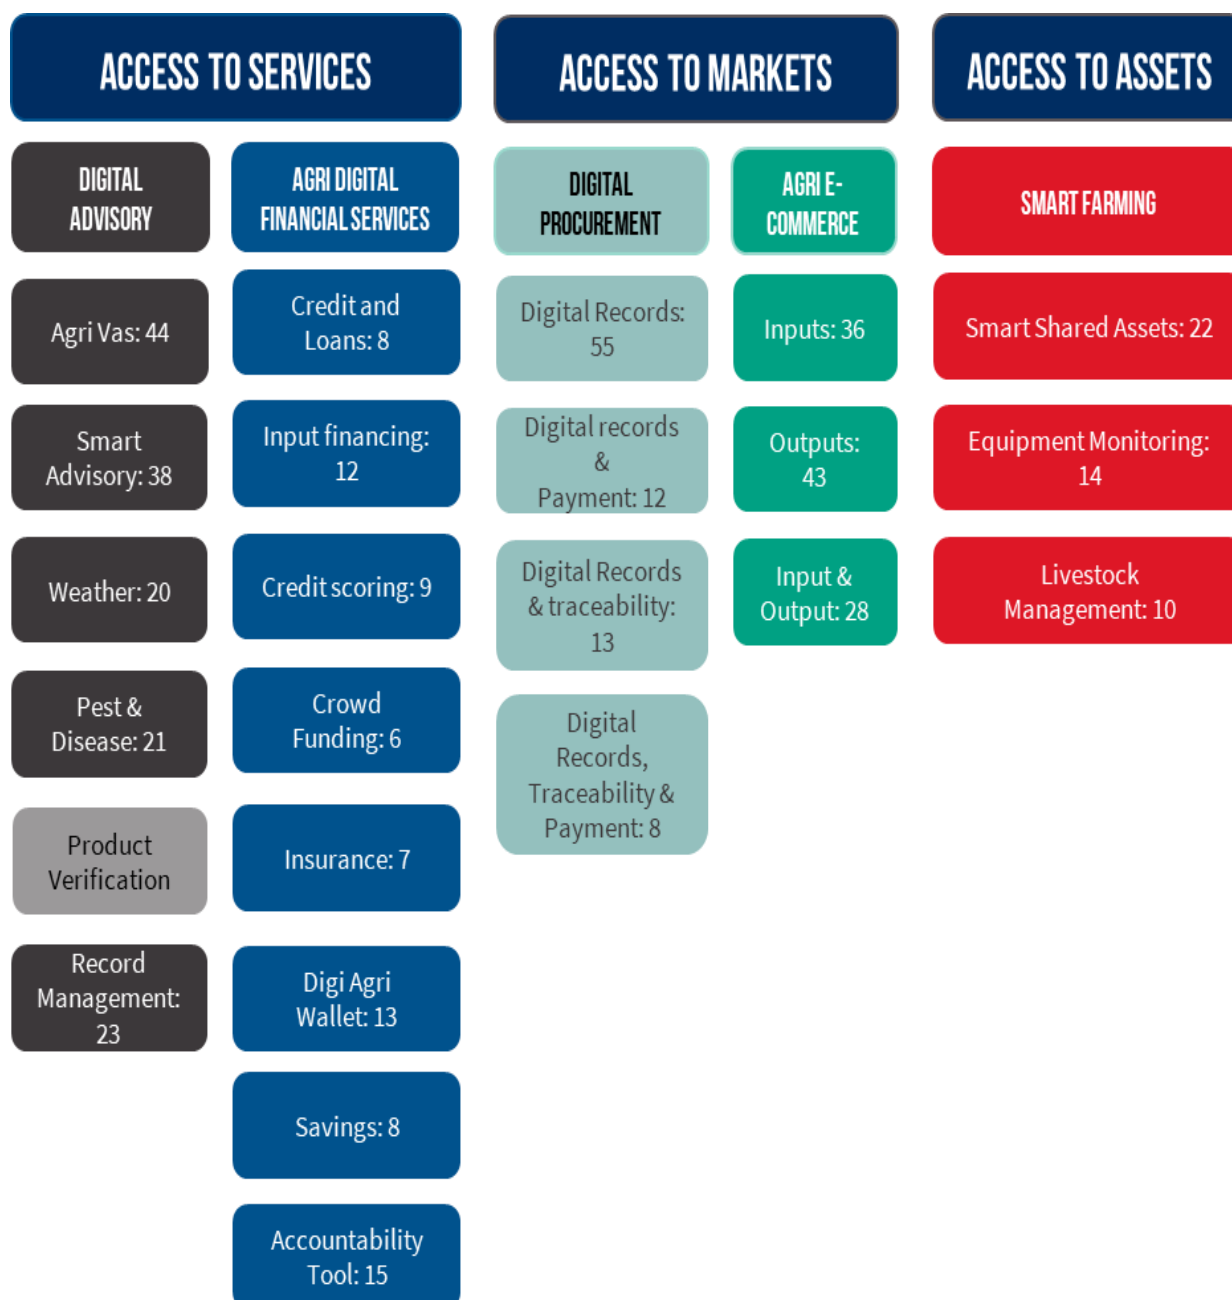 ACCESS TO SERVICES
DIGITAL
ADVISORY
Agri Vas: 44
Smart
Advisory: 38
Weather: 20
Pest &
Disease: 21
Product
Verification
Record
Management:
23
AGRI DIGITAL
FINANCIAL SERVICES
Credit and
Loans: 8
Input financing:
12
Credit scoring: 9
Crowd
Funding: 6
Insurance: 7
Digi Agri
Wallet: 13
Savings: 8
Accountability
Tool: 15
ACCESS TO MARKETS
DIGITAL
PROCUREMENT
Digital Records:
55
Digital records
&
Payment: 12
Digital Records
& traceability:
13
Digital
Records,
Traceability &
Payment: 8
AGRI E-
COMMERCE
Inputs: 36
Outputs:
43
Input &
Output: 28
ACCESS TO ASSETS
SMART FARMING
Smart Shared Assets: 22
Equipment Monitoring:
14
Livestock
Management: 10